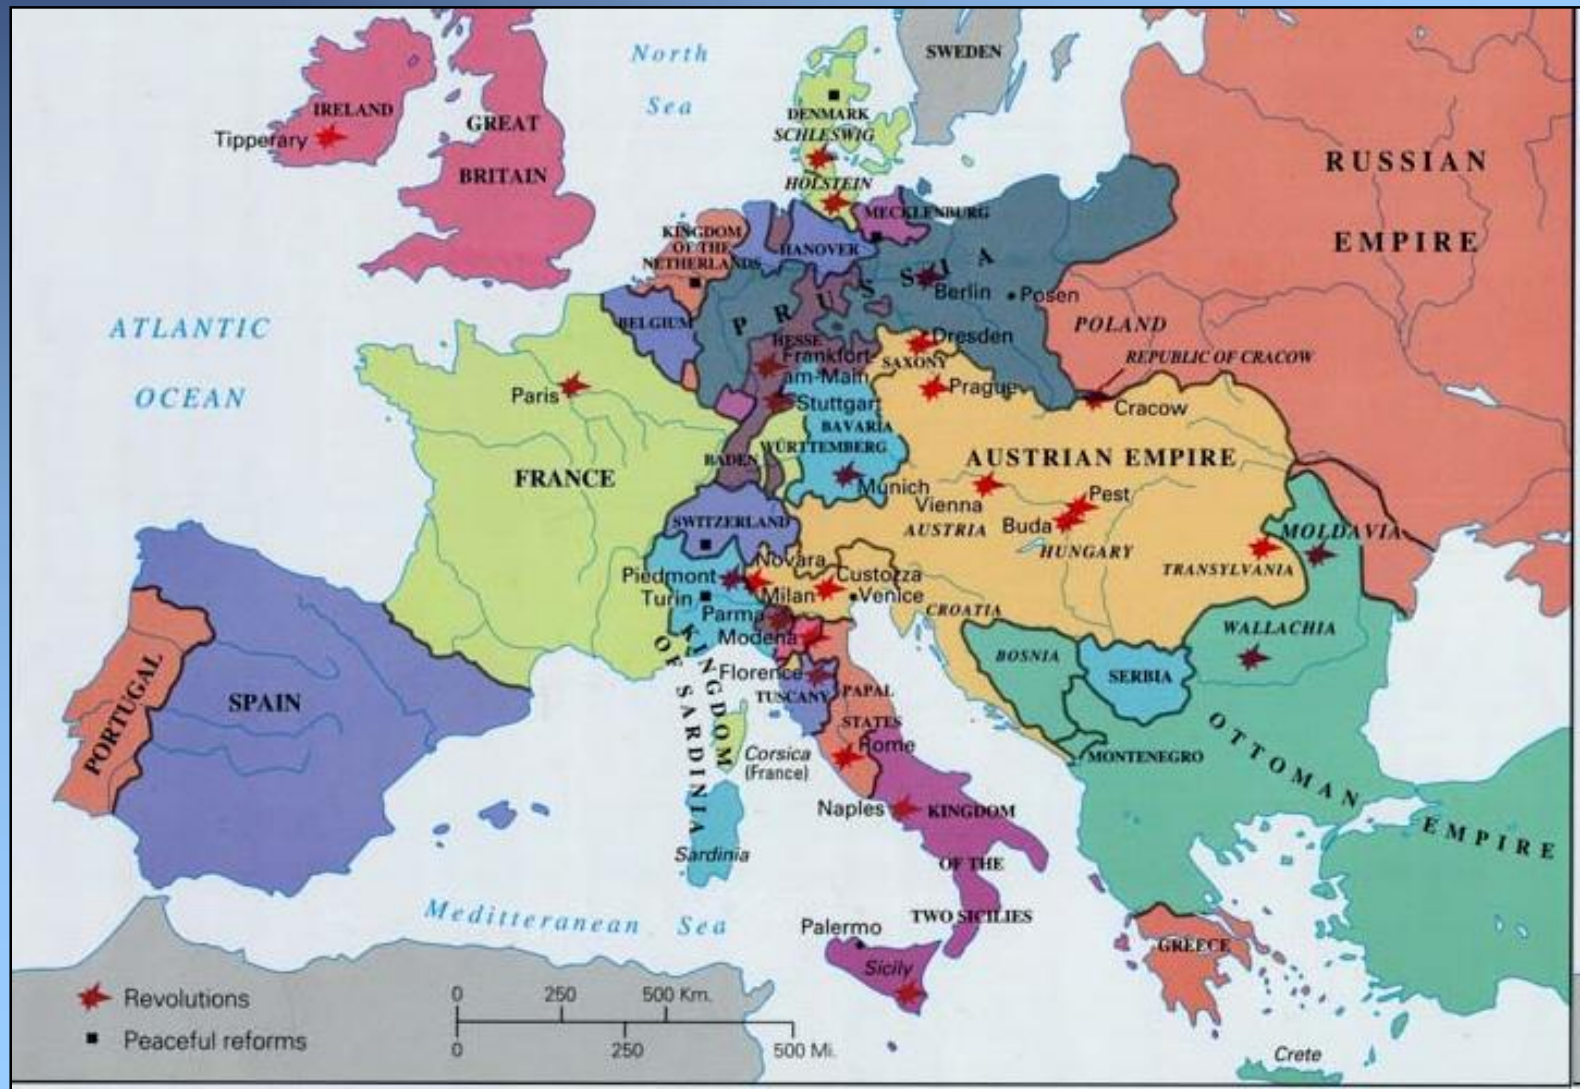 North
Sea
SWEDEN
IRELAND
Tipperary
GREAT
BRITAIN
DENMARK
SCHLESWIG
HOLSTEIN
MECKLENBURG
RUSSIAN
EMPIRE
KINGDOM
OF THE
NETHERLANDS
HANOVER
PRUSSIA
Berlin
Posen
ATLANTIC
OCEAN
BELGIUM
HESSE
Frankfort-
am-Main
SAXONY
Dresden
POLAND
REPUBLIC OF CRACOW
Paris
Prague
Cracow
Stuttgart
BAVARIA
WÜRTTEMBERG
BADEN
FRANCE
Munich
AUSTRIAN EMPIRE
Vienna
Pest
Buda
AUSTRIA
HUNGARY
SWITZERLAND
MOLDAVIA
TRANSYLVANIA
Novara
Piedmont
Custozza
Turin
Milan
Venice
Parma
Modena
CROATIA
WALLACHIA
BOSNIA
SERBIA
Florence
TUSCANY
PAPAL
STATES
PORTUGAL
SPAIN
KINGDOM
OF SARDINIA
Corsica
(France)
Rome
MONTENEGRO
OTTOMAN
EMPIRE
Naples
KINGDOM
OF THE
TWO SICILIES
Sardinia
Mediterranean Sea
Palermo
Sicily
GREECE
Crete
Revolutions
Peaceful reforms
0 250 500 Km.
0 250 500 Mi.